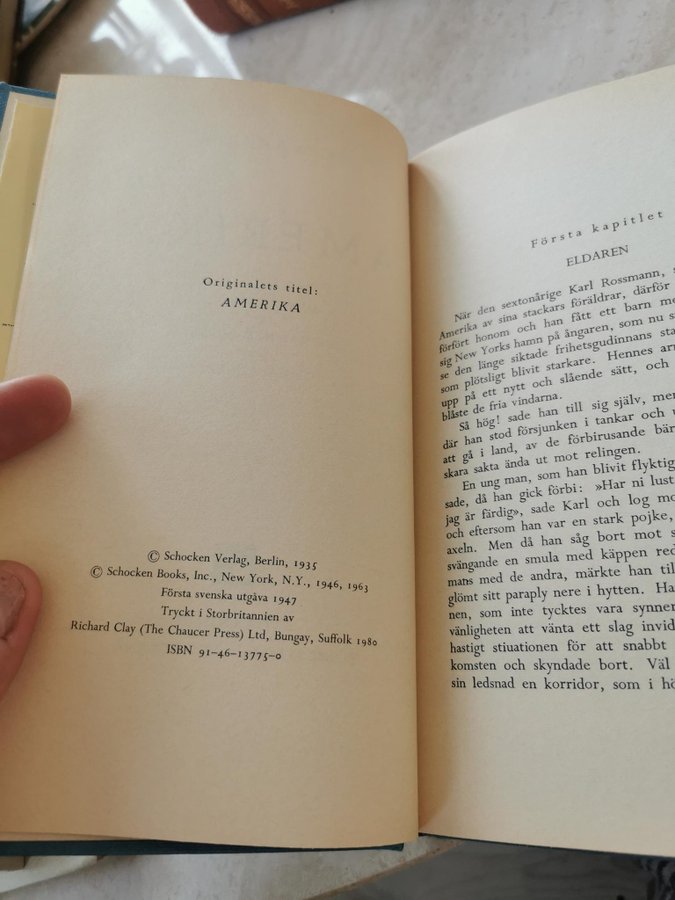 Originalets titel:
AMERIKA
© Schocken Verlag, Berlin, 1935
© Schocken Books, Inc., New York, N.Y., 1946, 1963
Första svenska utgåva 1947
Tryckt i Storbritannien av
Richard Clay (The Chaucer Press) Ltd, Bungay, Suffolk 1980
ISBN 91-46-13775-0
Första kapitlet
ELDAREN
När den sextonårige Karl Rossmann,
Amerika av sina stackars föräldrar, därför
förfört honom och han fått ett barn
sig New Yorks hamn på ångaren, som nu
se den länge siktade frihetsgudinnans
som plötsligt blivit starkare. Hennes
upp på ett nytt och slående sätt, och
blåste de fria vindarna.
Så hög! sade han till sig själv,
där han stod försjunken i tankar och
att gå i land, av de förbirusande
skara sakta ända ut mot relingen.
En ung man, som han blivit
sade, då han gick förbi: »Har ni lust
jag är färdig», sade Karl och log
och eftersom han var en stark pojke,
axeln. Men då han såg bort mot
svängande en smula med käppen
mans med de andra, märkte han
glömt sitt paraply nere i hytten.
nen, som inte tycktes vara
vänligheten att vänta ett slag
hastigt stiuationen för att snabbt
komsten och skyndade bort. Väl
sin ledsnad en korridor, som i